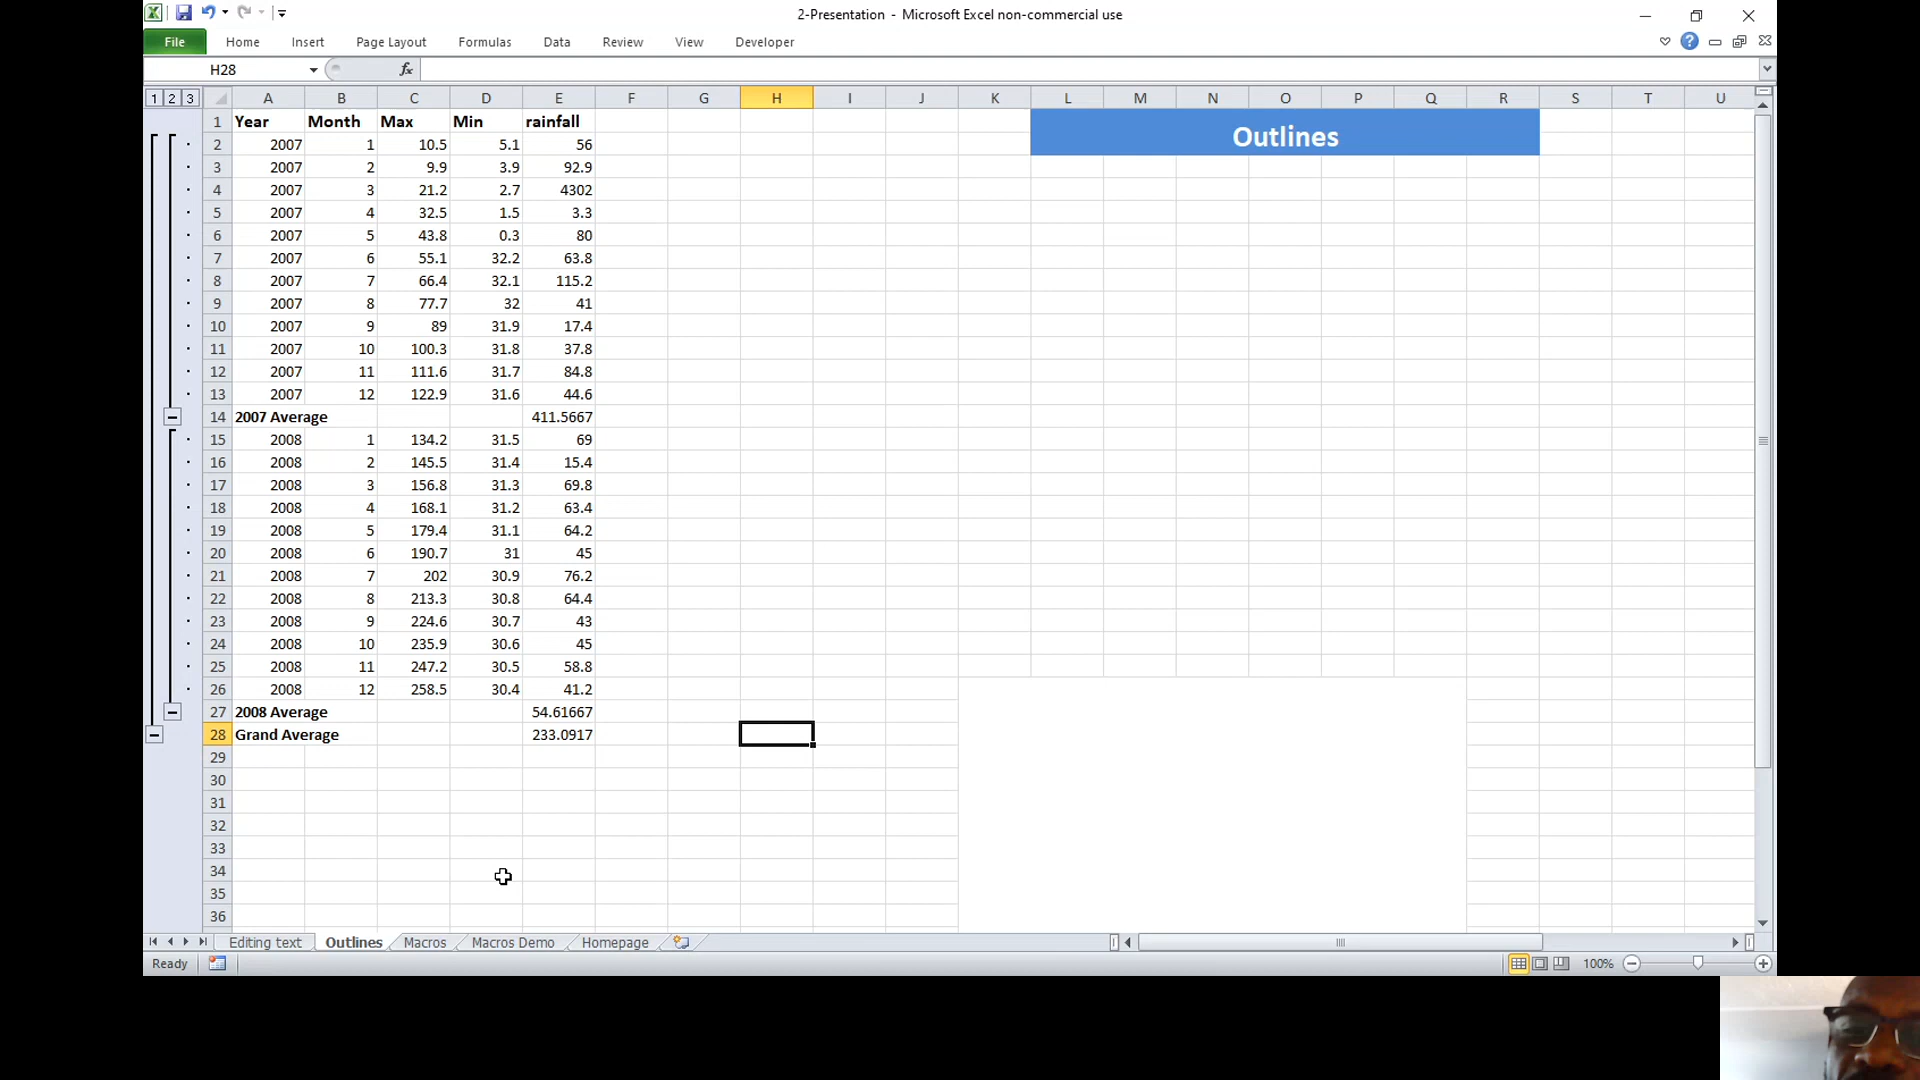 2-Presentation - Microsoft Excel non-commercial use
File Home Insert Page Layout Formulas Data Review View Developer
H28 fx
1 2 3 A B C D E F G H I J K L M N O P Q R S T U
1 Year Month Max Min rainfall
Outlines
2 2007 1 10.5 5.1 56
3 2007 2 9.9 3.9 92.9
4 2007 3 21.2 2.7 4302
5 2007 4 32.5 1.5 3.3
6 2007 5 43.8 0.3 80
7 2007 6 55.1 32.2 63.8
8 2007 7 66.4 32.1 115.2
9 2007 8 77.7 32 41
10 2007 9 89 31.9 17.4
11 2007 10 100.3 31.8 37.8
12 2007 11 111.6 31.7 84.8
13 2007 12 122.9 31.6 44.6
14 2007 Average 411.5667
15 2008 1 134.2 31.5 69
16 2008 2 145.5 31.4 15.4
17 2008 3 156.8 31.3 69.8
18 2008 4 168.1 31.2 63.4
19 2008 5 179.4 31.1 64.2
20 2008 6 190.7 31 45
21 2008 7 202 30.9 76.2
22 2008 8 213.3 30.8 64.4
23 2008 9 224.6 30.7 43
24 2008 10 235.9 30.6 45
25 2008 11 247.2 30.5 58.8
26 2008 12 258.5 30.4 41.2
27 2008 Average 54.61667
28 Grand Average 233.0917
29
30
31
32
33
34
35
36
Editing text Outlines Macros Macros Demo Homepage
Ready 100%